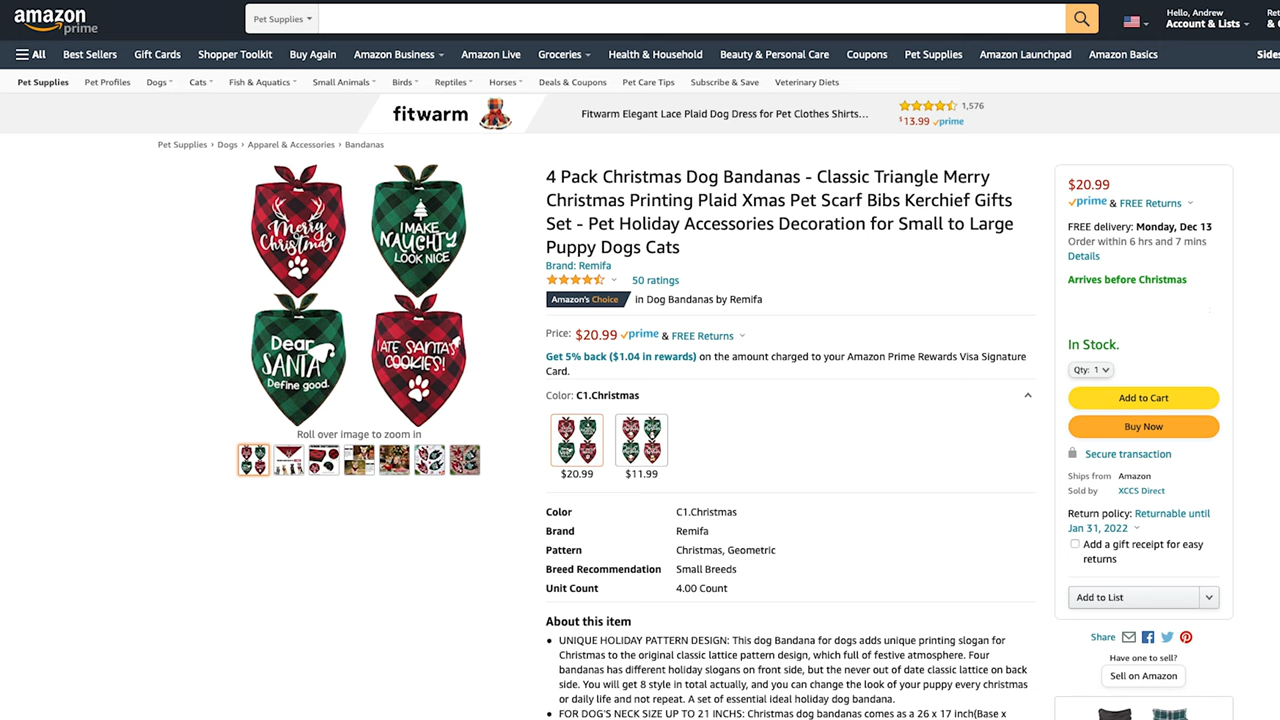 amazon
prime
Pet Supplies
Hello, Andrew
Account & Lists
Ret
& C
All
Best Sellers
Gift Cards
Shopper Toolkit
Buy Again
Amazon Business
Amazon Live
Groceries
Health & Household
Beauty & Personal Care
Coupons
Pet Supplies
Amazon Launchpad
Amazon Basics
Sides
Pet Supplies
Pet Profiles
Dogs
Cats
Fish & Aquatics
Small Animals
Birds
Reptiles
Horses
Deals & Coupons
Pet Care Tips
Subscribe & Save
Veterinary Diets
fitwarm
Fitwarm Elegant Lace Plaid Dog Dress for Pet Clothes Shirts...
1,576
$13.99 prime
Pet Supplies › Dogs › Apparel & Accessories › Bandanas
Merry
Christmas
I MAKE
NAUGHTY
LOOK NICE
Dear
SANTA
Define good.
I ATE SANTA'S
COOKIES!
Roll over image to zoom in
4 Pack Christmas Dog Bandanas - Classic Triangle Merry
Christmas Printing Plaid Xmas Pet Scarf Bibs Kerchief Gifts
Set - Pet Holiday Accessories Decoration for Small to Large
Puppy Dogs Cats
Brand: Remifa
50 ratings
Amazon's Choice in Dog Bandanas by Remifa
Price: $20.99 prime & FREE Returns
Get 5% back ($1.04 in rewards) on the amount charged to your Amazon Prime Rewards Visa Signature
Card.
Color: C1.Christmas
$20.99
$11.99
Color C1.Christmas
Brand Remifa
Pattern Christmas, Geometric
Breed Recommendation Small Breeds
Unit Count 4.00 Count
About this item
• UNIQUE HOLIDAY PATTERN DESIGN: This dog Bandana for dogs adds unique printing slogan for
Christmas to the original classic lattice pattern design, which full of festive atmosphere. Four
bandanas has different holiday slogans on front side, but the never out of date classic lattice on back
side. You will get 8 style in total actually, and you can change the look of your puppy every christmas
or daily life and not repeat. A set of essential ideal holiday dog bandana.
• FOR DOG'S NECK SIZE UP TO 21 INCHS: Christmas dog bandanas comes as a 26 x 17 inch(Base x
$20.99
prime & FREE Returns
FREE delivery: Monday, Dec 13
Order within 6 hrs and 7 mins
Details
Arrives before Christmas
In Stock.
Qty: 1
Add to Cart
Buy Now
Secure transaction
Ships from Amazon
Sold by XCCS Direct
Return policy: Returnable until
Jan 31, 2022
Add a gift receipt for easy
returns
Add to List
Share
Have one to sell?
Sell on Amazon